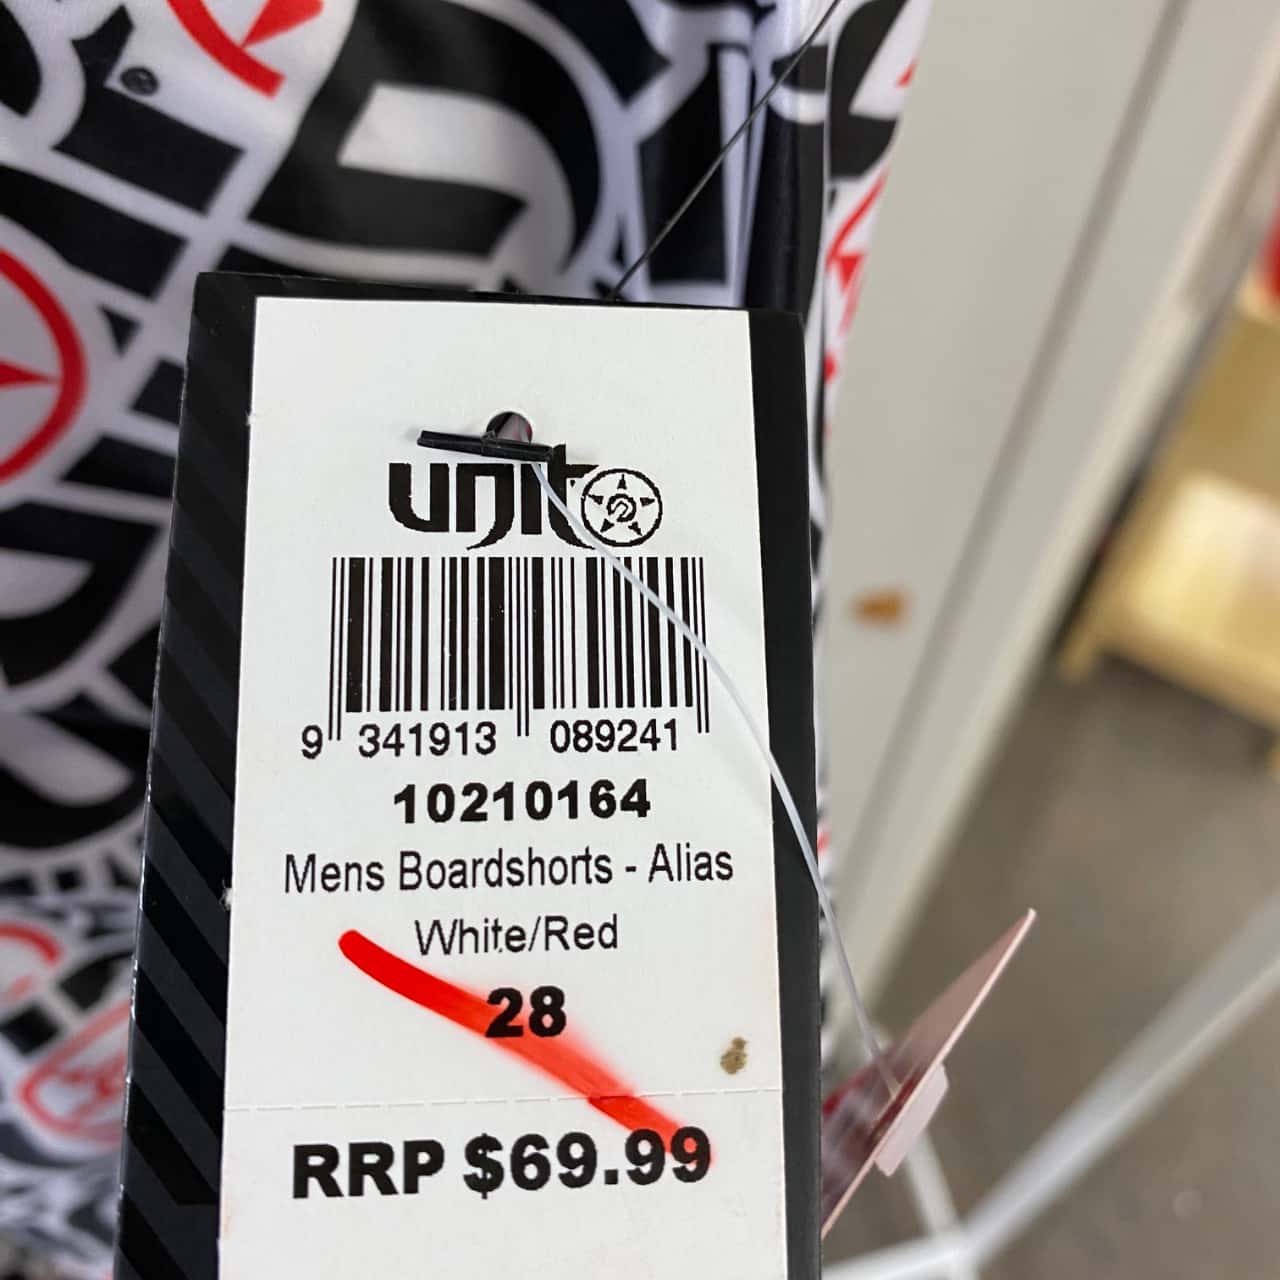 unit
9 341913 089241
10210164
Mens Boardshorts - Alias
White/Red
28
RRP $69.99